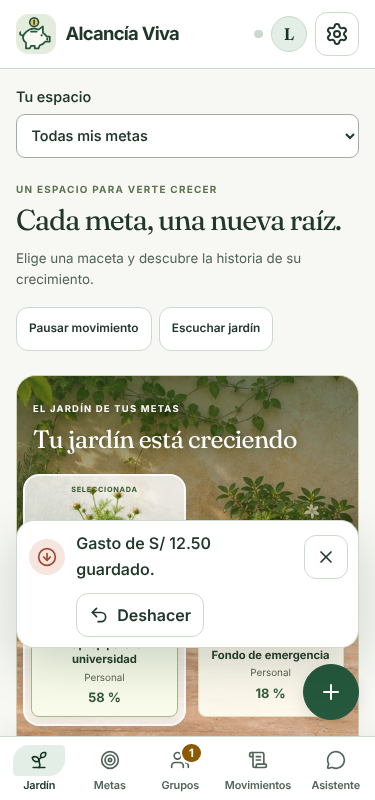 Alcancía Viva
L
Tu espacio
Todas mis metas
UN ESPACIO PARA VERTE CRECER
Cada meta, una nueva raíz.
Elige una maceta y descubre la historia de su
crecimiento.
Pausar movimiento
Escuchar jardín
EL JARDÍN DE TUS METAS
Tu jardín está creciendo
SELECCIONADA
Gasto de S/ 12.50
guardado.
Deshacer
universidad
Personal
58 %
Fondo de emergencia
Personal
18 %
1
Jardín
Metas
Grupos
Movimientos
Asistente